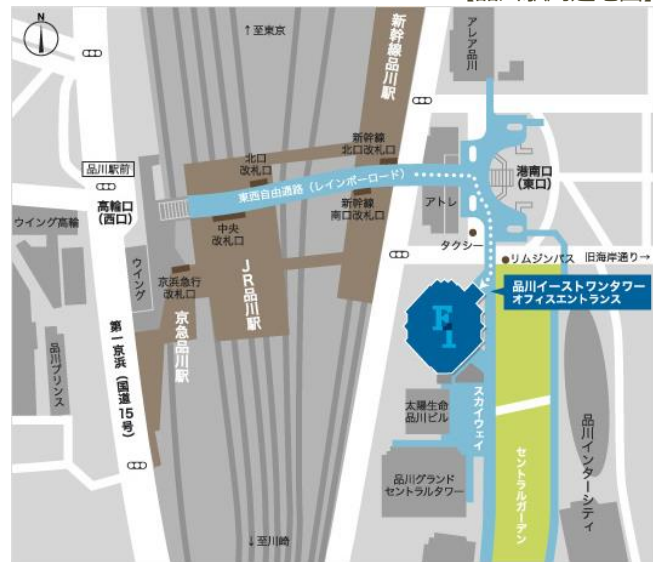 N
↑至東京
新幹線品川駅
アレア品川
品川駅前
高輪口
(西口)
北口
改札口
新幹線
北口改札口
港南口
(東口)
東西自由通路(レインボーロード)
ウイング高輪
中央
改札口
新幹線
南口改札口
アトレ
タクシー
ウイング
京浜急行
改札口
JR品川駅
リムジンバス
旧海岸通り→
品川イーストワンタワー
オフィスエントランス
E
1
品川プリンス
第一京浜(国道15号)
京急品川駅
太陽生命
品川ビル
スカイウェイ
品川グランド
セントラルタワー
セントラルガーデン
品川インターシティ
↓至川崎